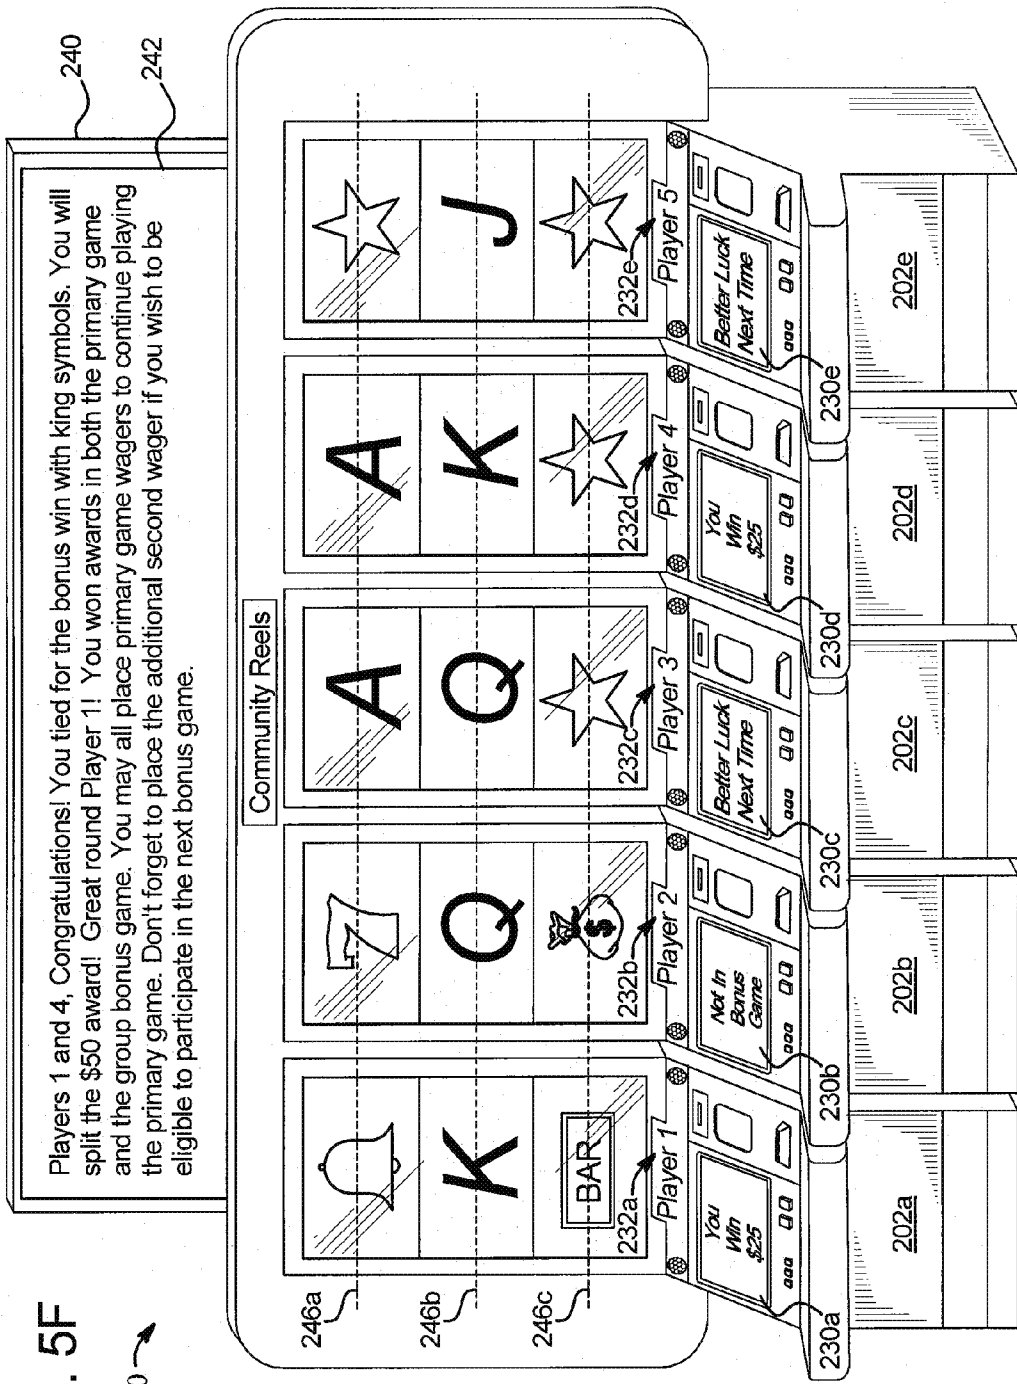 . 5F
0
240
242
Players 1 and 4, Congratulations! You tied for the bonus win with king symbols. You will
split the $50 award! Great round Player 1! You won awards in both the primary game
and the group bonus game. You may all place primary game wagers to continue playing
the primary game. Don't forget to place the additional second wager if you wish to be
eligible to participate in the next bonus game.
Community Reels
246a
A A
246b
K Q Q K J
246c
BAR $
232a 232b 232c 232d 232e
Player 1 Player 2 Player 3 Player 4 Player 5
You
Win
$25
Not In
Bonus
Game
Better Luck
Next Time
You
Win
$25
Better Luck
Next Time
230a 230b 230c 230d 230e
202a 202b 202c 202d 202e